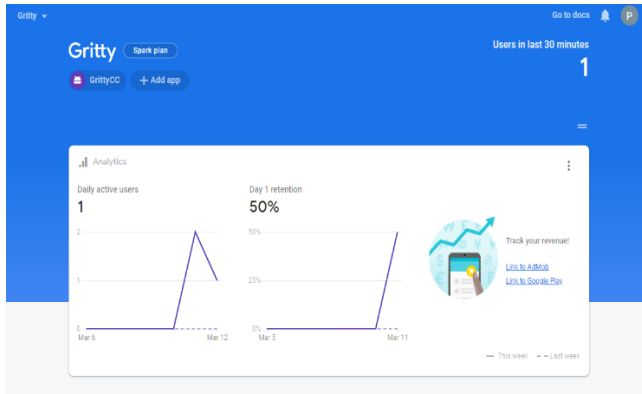 Gritty
Go to docs
P
Gritty
Spark plan
Users in last 30 minutes
1
GrittyCC
+ Add app
Analytics
Daily active users
1
Day 1 retention
50%
2
1
0
Mar 6
Mar 12
50%
25%
0%
Mar 5
Mar 11
Track your revenue!
Link to AdMob
Link to Google Play
This week
Last week